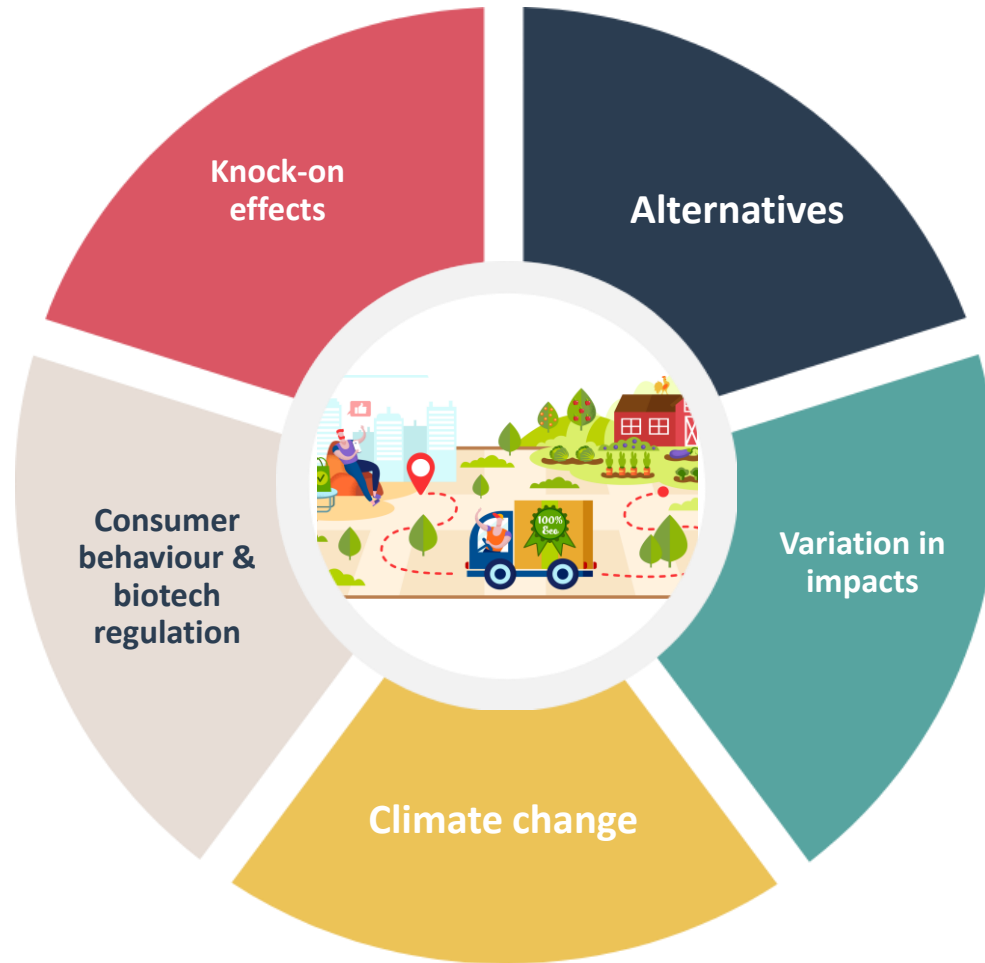 Knock-on
effects
Alternatives
Consumer
behaviour &
biotech
regulation
Variation in
impacts
Climate change
100%
Eco